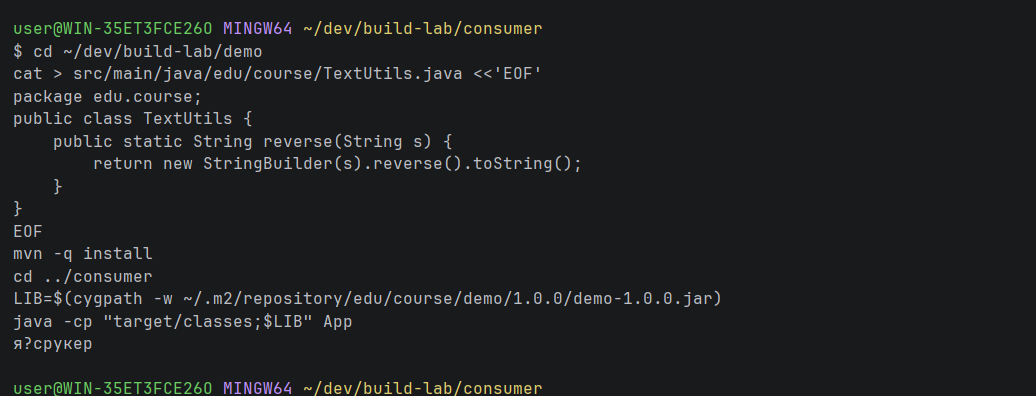 user@WIN-35ET3FCE26O MINGW64 ~/dev/build-lab/consumer
$ cd ~/dev/build-lab/demo
cat > src/main/java/edu/course/TextUtils.java <<'EOF'
package edu.course;
public class TextUtils {
    public static String reverse(String s) {
        return new StringBuilder(s).reverse().toString();
    }
}
EOF
mvn -q install
cd ../consumer
LIB=$(cygpath -w ~/.m2/repository/edu/course/demo/1.0.0/demo-1.0.0.jar)
java -cp "target/classes;$LIB" App
я?срукер

user@WIN-35ET3FCE26O MINGW64 ~/dev/build-lab/consumer